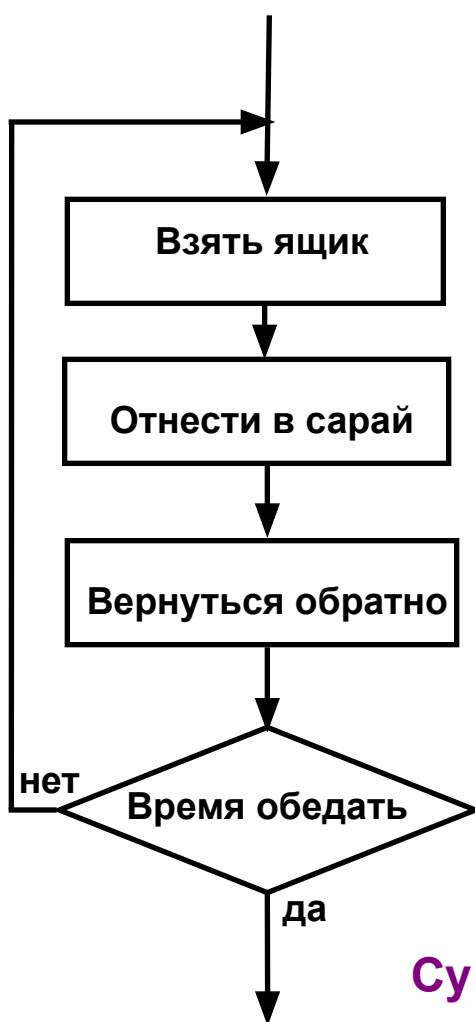 Взять ящик
Отнести в сарай
Вернуться обратно
нет
Время обедать
да
Су